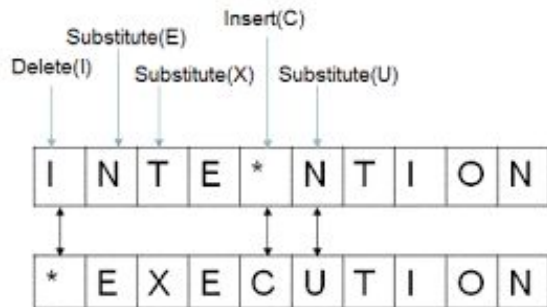 Insert(C)
Substitute(E)
Delete(I)
Substitute(X) Substitute(U)
I N T E * N T I O N
* E X E C U T I O N